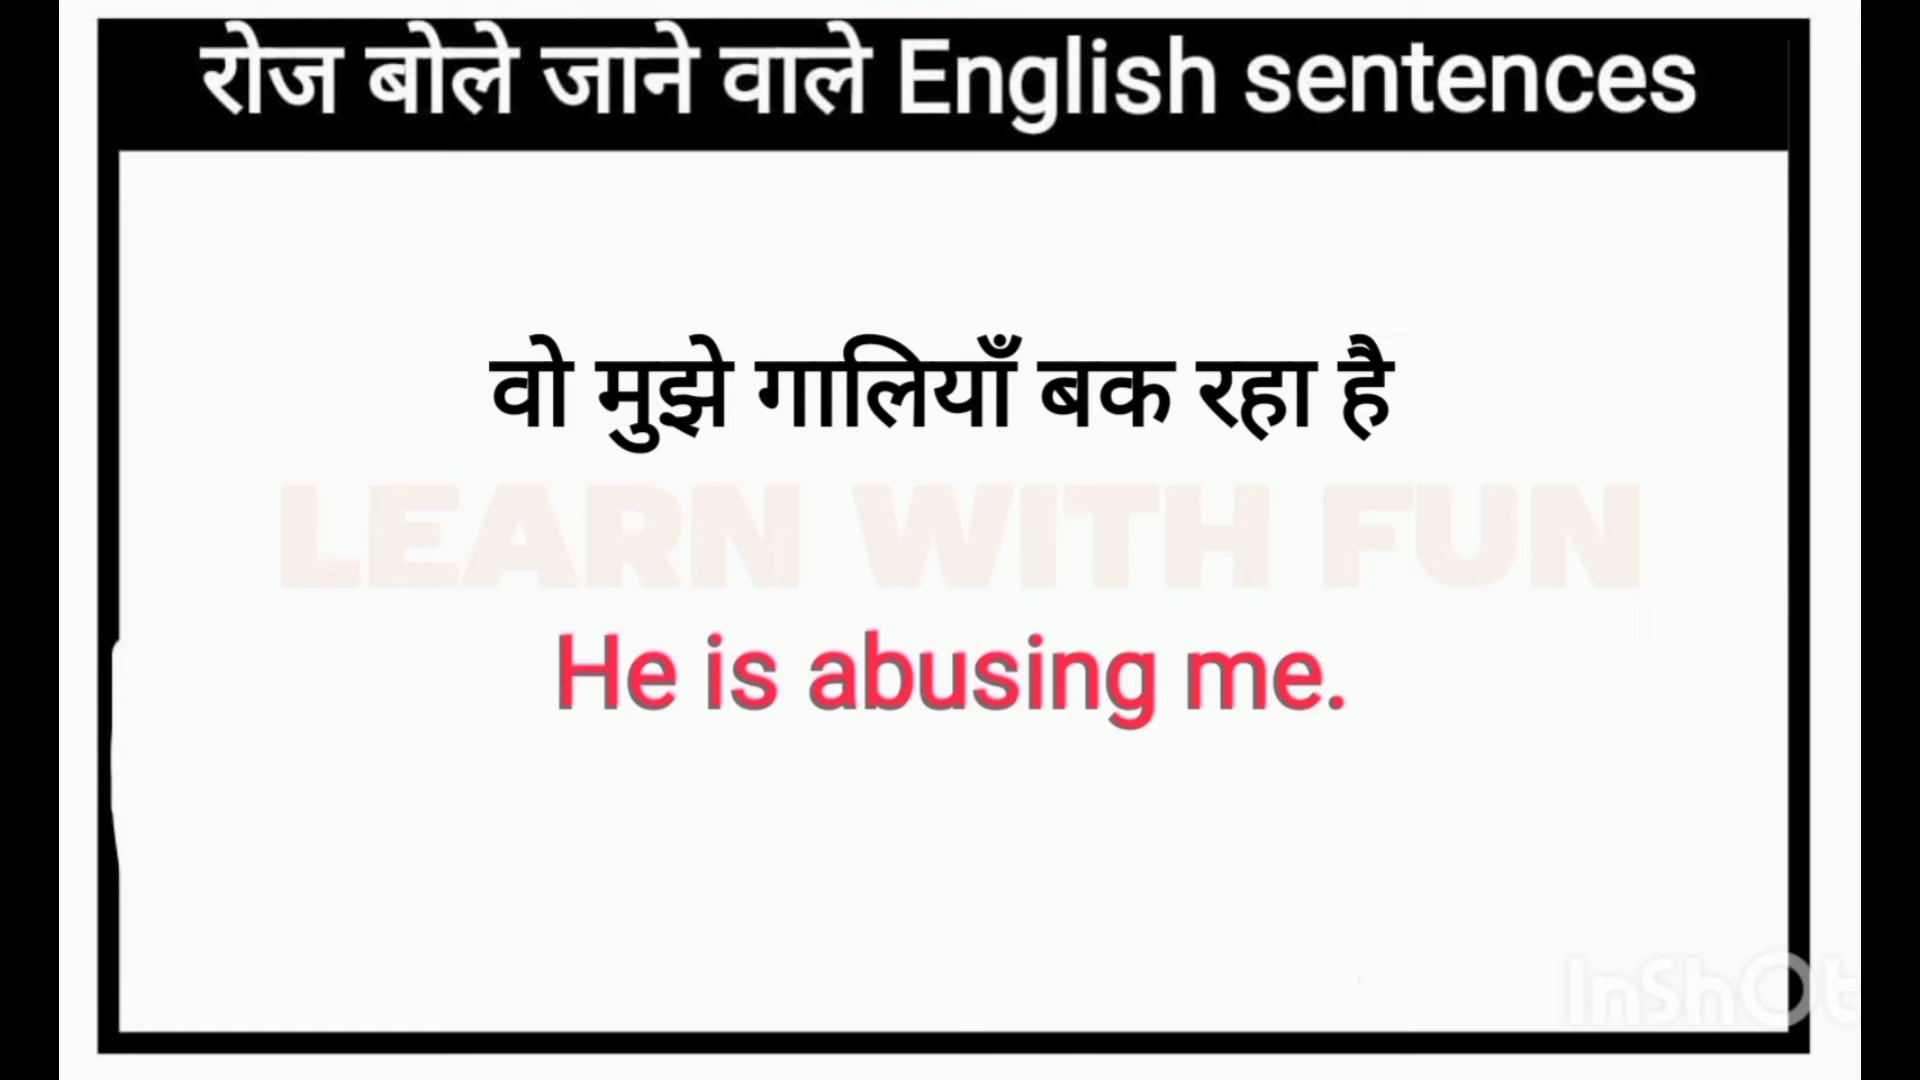 रोज बोले जाने वाले English sentences
वो मुझे गालियाँ बक रहा है
LEARN WITH FUN
He is abusing me.
InShOt